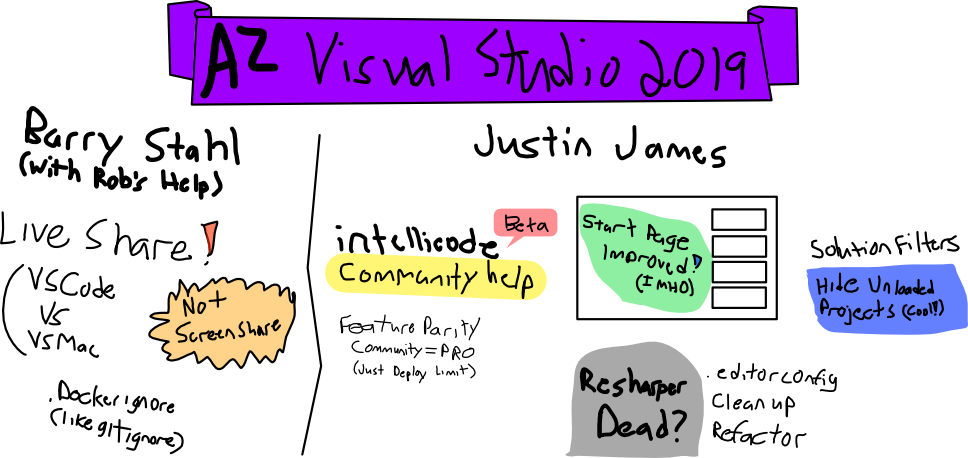 AZ Visual Studio 2019
Barry Stahl
(with Rob's Help)
Live Share!
(VSCode
VS
VSMac
Not
ScreenShare
.Dockerignore
(like gitignore)
Justin James
intellicode
Beta
Community help
Feature Parity
Community = PRO
(Just Deploy Limit)
Start Page
Improved!
(IMHO)
Solution Filters
Hide Unloaded
Projects (cool!!)
Resharper
Dead?
.editorconfig
Clean up
Refactor